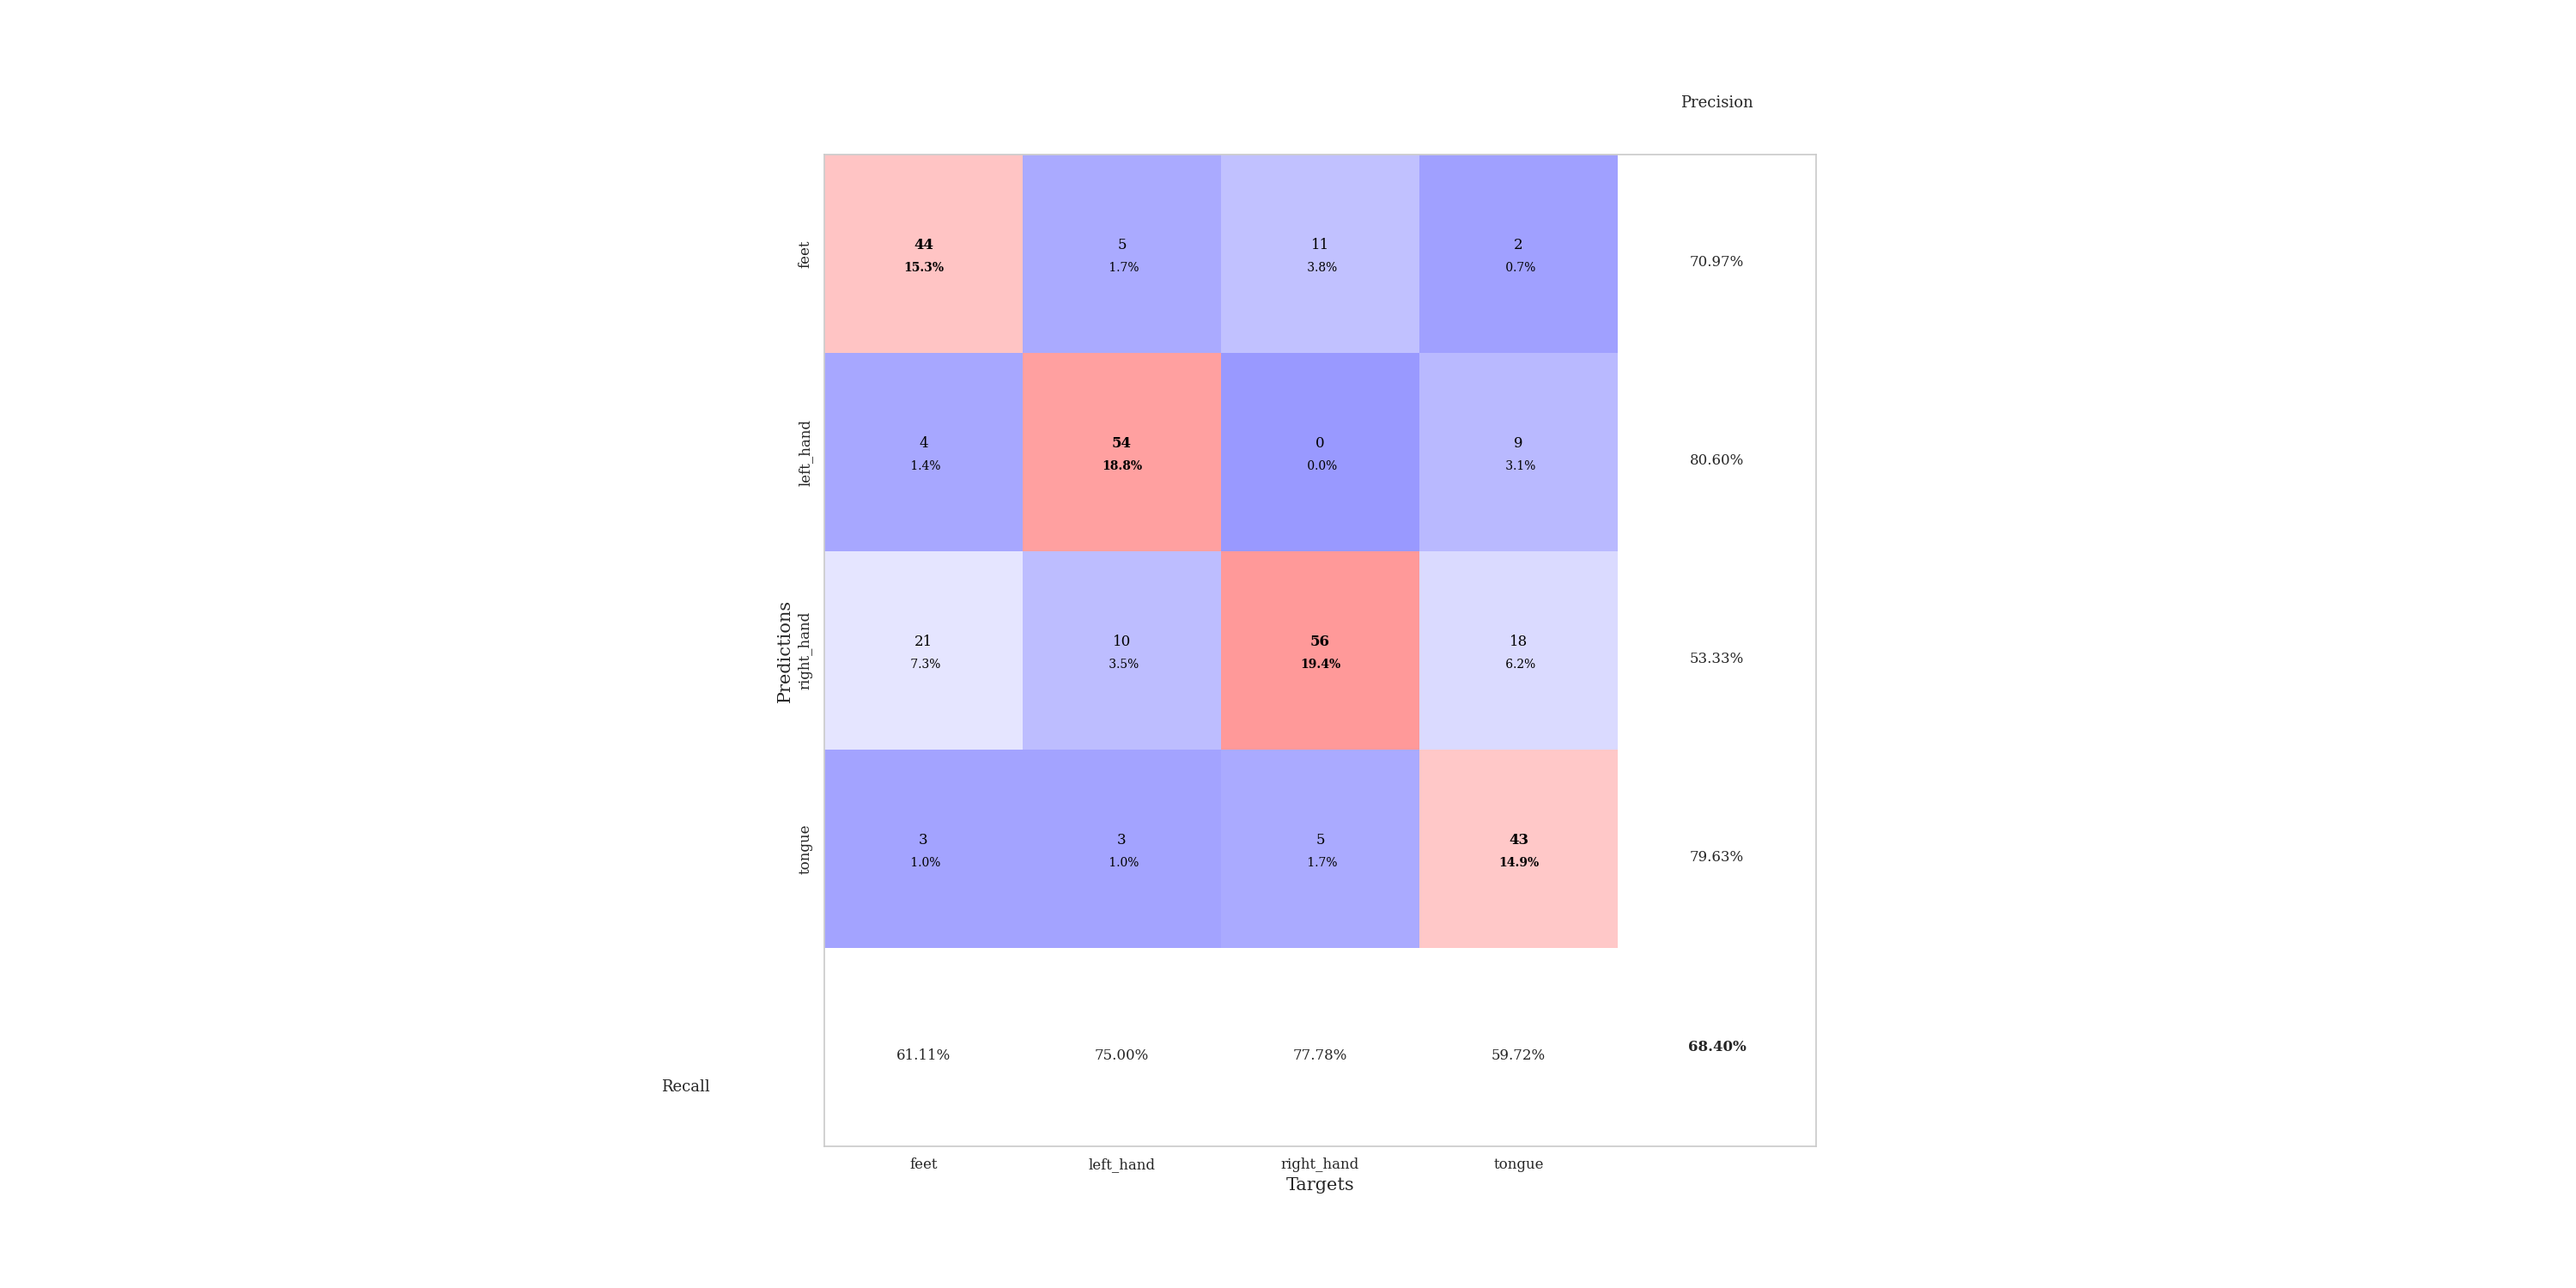 Precision
feet
44 5 11 2
15.3% 1.7% 3.8% 0.7%
70.97%
left_hand
4 54 0 9
1.4% 18.8% 0.0% 3.1%
80.60%
Predictions
right_hand
21 10 56 18
7.3% 3.5% 19.4% 6.2%
53.33%
tongue
3 3 5 43
1.0% 1.0% 1.7% 14.9%
79.63%
61.11% 75.00% 77.78% 59.72% 68.40%
Recall
feet left_hand right_hand tongue
Targets